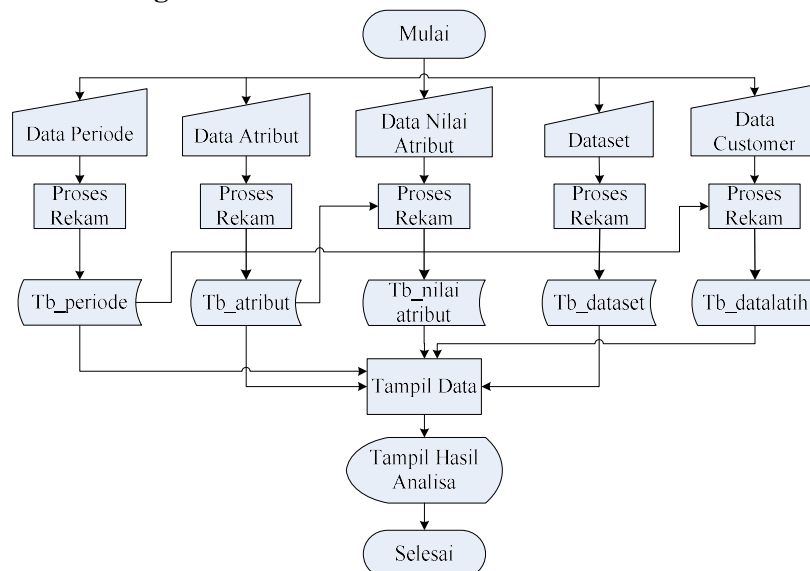 Mulai
Data Periode
Data Atribut
Data Nilai
Atribut
Dataset
Data
Customer
Proses
Rekam
Proses
Rekam
Proses
Rekam
Proses
Rekam
Proses
Rekam
Tb_periode
Tb_atribut
Tb_nilai
atribut
Tb_dataset
Tb_datalatih
Tampil Data
Tampil Hasil
Analisa
Selesai